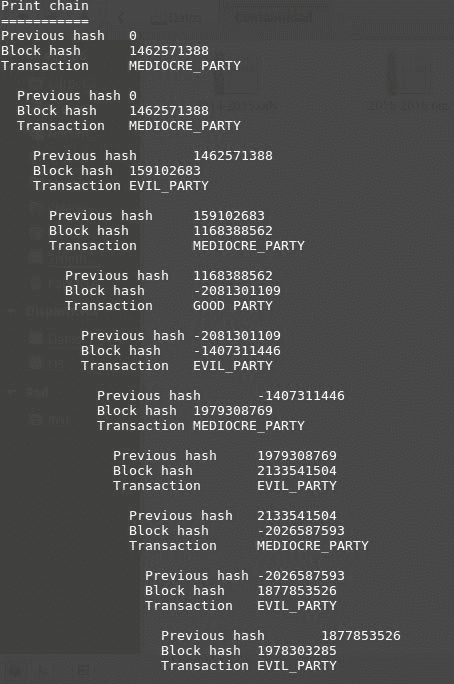 Print chain
===========
Previous hash 0
Block hash 1462571388
Transaction MEDIOCRE_PARTY
Previous hash 0
Block hash 1462571388
Transaction MEDIOCRE_PARTY
Previous hash 1462571388
Block hash 159102683
Transaction EVIL_PARTY
Previous hash 159102683
Block hash 1168388562
Transaction MEDIOCRE_PARTY
Previous hash 1168388562
Block hash -2081301109
Transaction GOOD PARTY
Previous hash -2081301109
Block hash -1407311446
Transaction EVIL_PARTY
Previous hash -1407311446
Block hash 1979308769
Transaction MEDIOCRE_PARTY
Previous hash 1979308769
Block hash 2133541504
Transaction EVIL_PARTY
Previous hash 2133541504
Block hash -2026587593
Transaction MEDIOCRE_PARTY
Previous hash -2026587593
Block hash 1877853526
Transaction EVIL_PARTY
Previous hash 1877853526
Block hash 1978303285
Transaction EVIL_PARTY